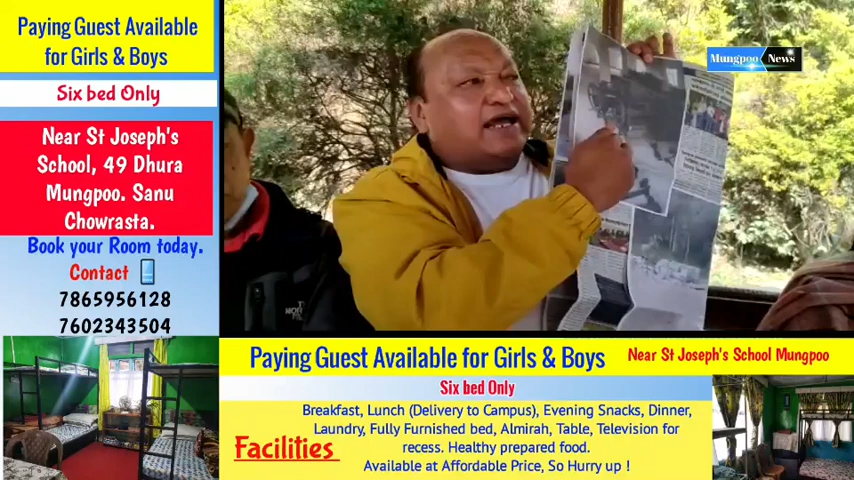 Paying Guest Available
for Girls & Boys
Six bed Only
Near St Joseph's
School, 49 Dhura
Mungpoo. Sanu
Chowrasta.
Book your Room today.
Contact
7865956128
7602343504
Mungpoo News
THE NORTH
Paying Guest Available for Girls & Boys
Near St Joseph's School Mungpoo
Six bed Only
Facilities
Breakfast, Lunch (Delivery to Campus), Evening Snacks, Dinner,
Laundry, Fully Furnished bed, Almirah, Table, Television for
recess. Healthy prepared food.
Available at Affordable Price, So Hurry up !